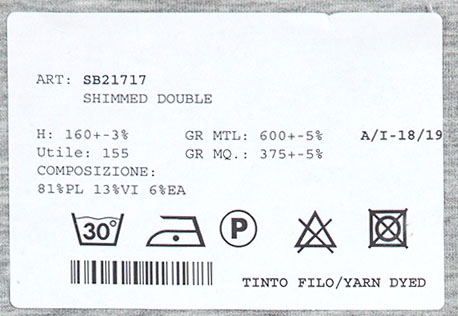 ART: SB21717
SHIMMED DOUBLE
H: 160+-3% GR MTL: 600+-5% A/I-18/19
Utile: 155 GR MQ.: 375+-5%
COMPOSIZIONE:
81%PL 13%VI 6%EA
30° P
TINTO FILO/YARN DYED